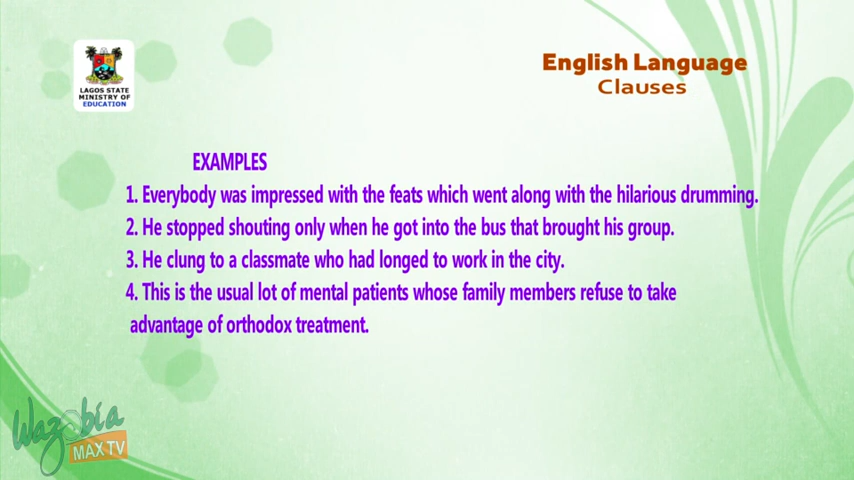 English Language
Clauses
LAGOS STATE
MINISTRY OF
EDUCATION
EXAMPLES
1. Everybody was impressed with the feats which went along with the hilarious drumming.
2. He stopped shouting only when he got into the bus that brought his group.
3. He clung to a classmate who had longed to work in the city.
4. This is the usual lot of mental patients whose family members refuse to take
advantage of orthodox treatment.
Wazobia
MAX TV